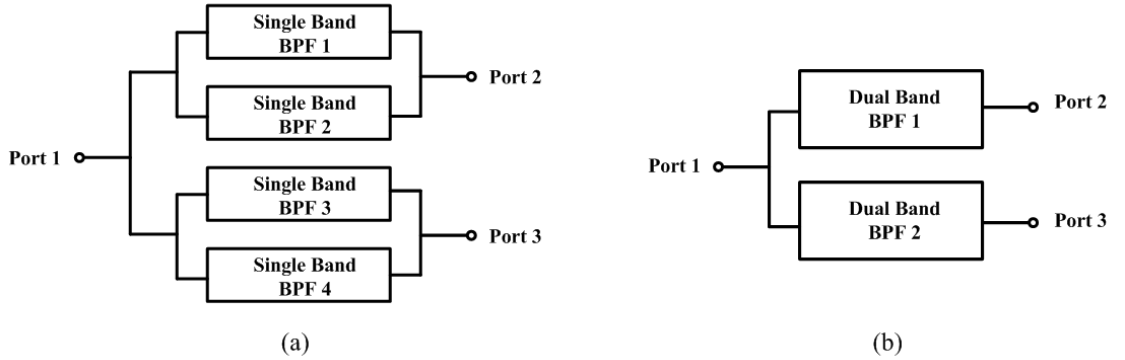 Single Band
BPF 1
Port 2
Single Band
BPF 2
Port 1
Single Band
BPF 3
Port 3
Single Band
BPF 4
(a)
Dual Band
BPF 1
Port 2
Port 1
Dual Band
BPF 2
Port 3
(b)